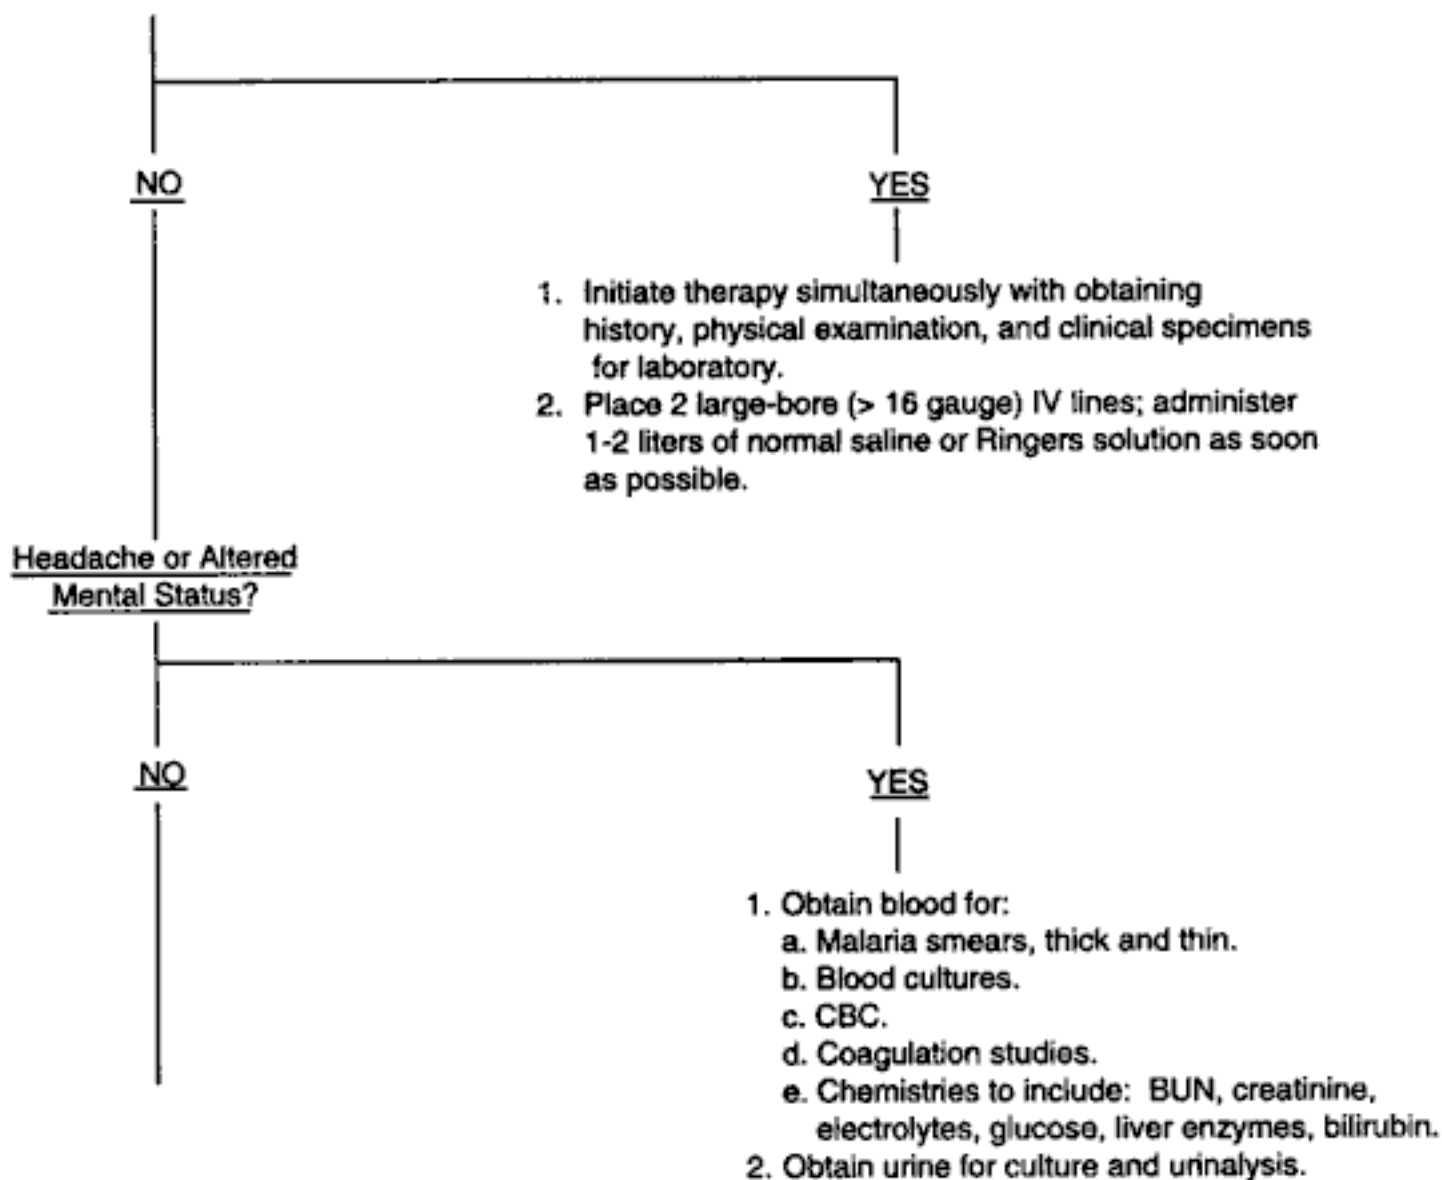 NO
YES
1. Initiate therapy simultaneously with obtaining
history, physical examination, and clinical specimens
for laboratory.
2. Place 2 large-bore (> 16 gauge) IV lines; administer
1-2 liters of normal saline or Ringers solution as soon
as possible.
Headache or Altered
Mental Status?
NO
YES
1. Obtain blood for:
a. Malaria smears, thick and thin.
b. Blood cultures.
c. CBC.
d. Coagulation studies.
e. Chemistries to include: BUN, creatinine,
electrolytes, glucose, liver enzymes, bilirubin.
2. Obtain urine for culture and urinalysis.